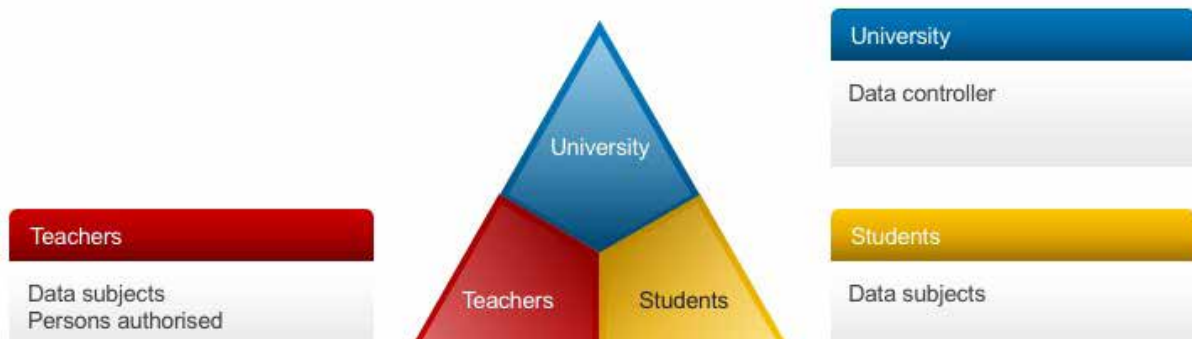 University
Data controller
University
Teachers
Data subjects
Persons authorised
Teachers
Students
Students
Data subjects